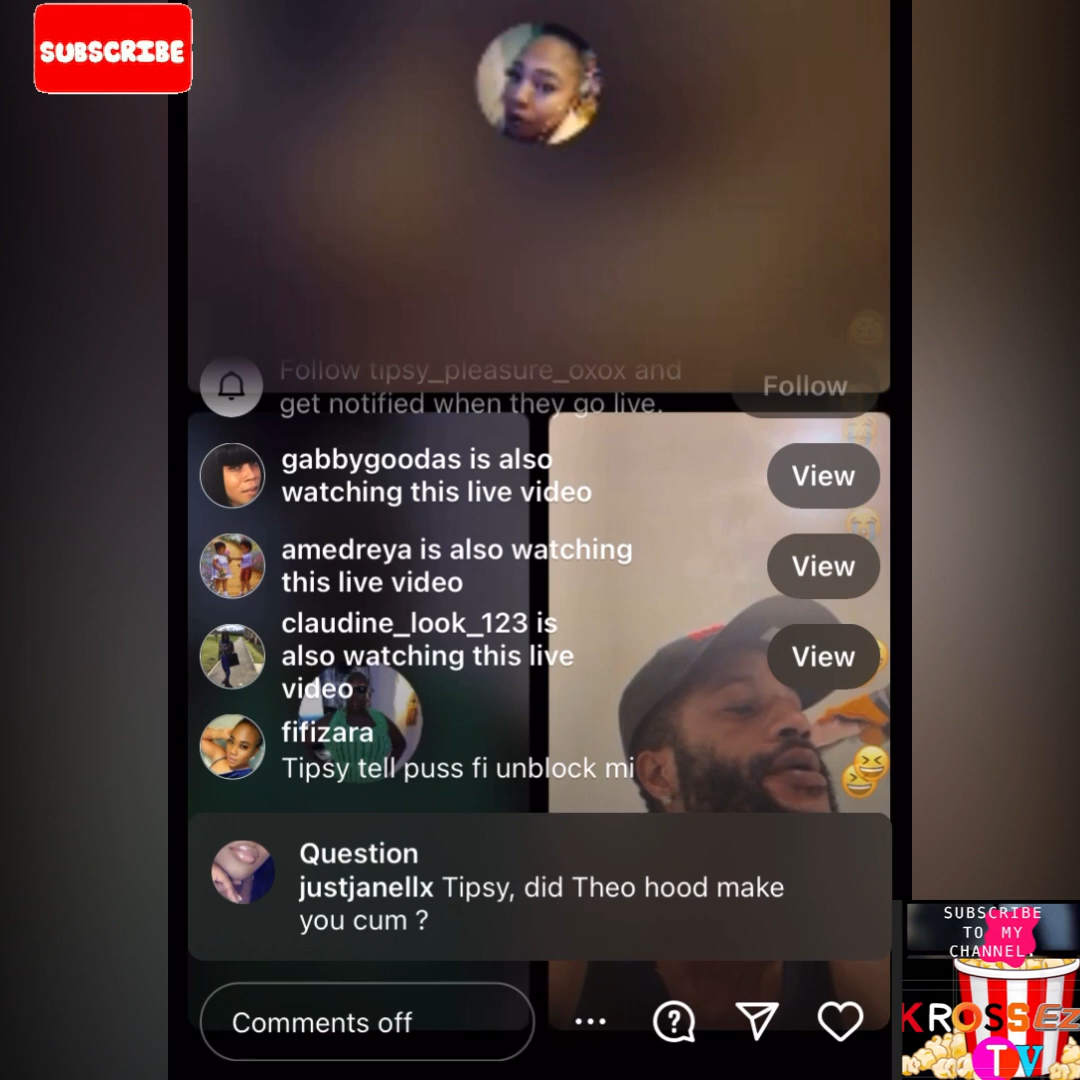 SUBSCRIBE
Follow tipsy_pleasure_oxox and
get notified when they go live.
Follow
gabbygoodas is also
watching this live video
View
amedreya is also watching
this live video
View
claudine_look_123 is
also watching this live
video
View
fifizara
Tipsy tell puss fi unblock mi
Question
justjanellx Tipsy, did Theo hood make
you cum ?
Comments off
SUBSCRIBE
TO MY
CHANNEL.
KROSSEz
TV